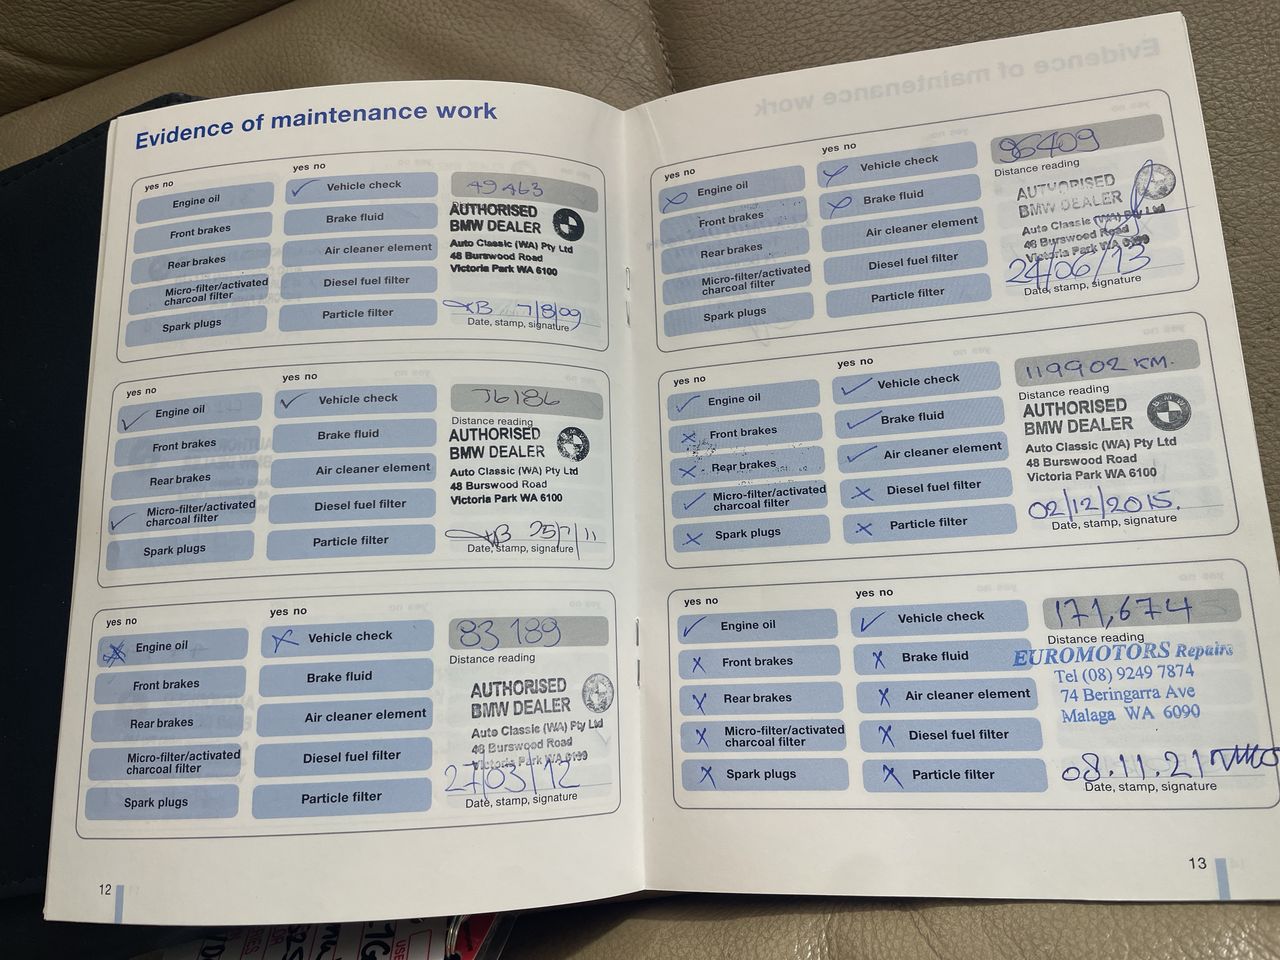 Evidence of maintenance work
yes no
yes no
Engine oil
Vehicle check
Front brakes
Brake fluid
Rear brakes
Air cleaner element
Micro-filter/activated
charcoal filter
Diesel fuel filter
Spark plugs
Particle filter
49463
AUTHORISED
BMW DEALER
Auto Classic (WA) Pty Ltd
48 Burswood Road
Victoria Park WA 6100
7/8/09
Date, stamp, signature
yes no
yes no
Engine oil
Vehicle check
Front brakes
Brake fluid
Rear brakes
Air cleaner element
Micro-filter/activated
charcoal filter
Diesel fuel filter
Spark plugs
Particle filter
76186
Distance reading
AUTHORISED
BMW DEALER
Auto Classic (WA) Pty Ltd
48 Burswood Road
Victoria Park WA 6100
25/7/11
Date, stamp, signature
yes no
yes no
Engine oil
Vehicle check
Front brakes
Brake fluid
Rear brakes
Air cleaner element
Micro-filter/activated
charcoal filter
Diesel fuel filter
Spark plugs
Particle filter
83 189
Distance reading
AUTHORISED
BMW DEALER
Auto Classic (WA) Pty Ltd
48 Burswood Road
Victoria Park WA
27/03/12
Date, stamp, signature
12
yes no
yes no
Engine oil
Vehicle check
Front brakes
Brake fluid
Rear brakes
Air cleaner element
Micro-filter/activated
charcoal filter
Diesel fuel filter
Spark plugs
Particle filter
96409
Distance reading
AUTHORISED
BMW DEALER
Auto Classic (WA) Pty Ltd
48 Burswood Road
Victoria Park WA
24/06/13
Date, stamp, signature
yes no
yes no
Engine oil
Vehicle check
Front brakes
Brake fluid
Rear brakes
Air cleaner element
Micro-filter/activated
charcoal filter
Diesel fuel filter
Spark plugs
Particle filter
119902 KM.
Distance reading
AUTHORISED
BMW DEALER
BMW
Auto Classic (WA) Pty Ltd
48 Burswood Road
Victoria Park WA 6100
02/12/2015.
Date, stamp, signature
yes no
yes no
Engine oil
Vehicle check
Front brakes
Brake fluid
Rear brakes
Air cleaner element
Micro-filter/activated
charcoal filter
Diesel fuel filter
Spark plugs
Particle filter
171,674
Distance reading
EUROMOTORS Repairs
Tel (08) 9249 7874
74 Beringarra Ave
Malaga WA 6090
08.11.21
Date, stamp, signature
13